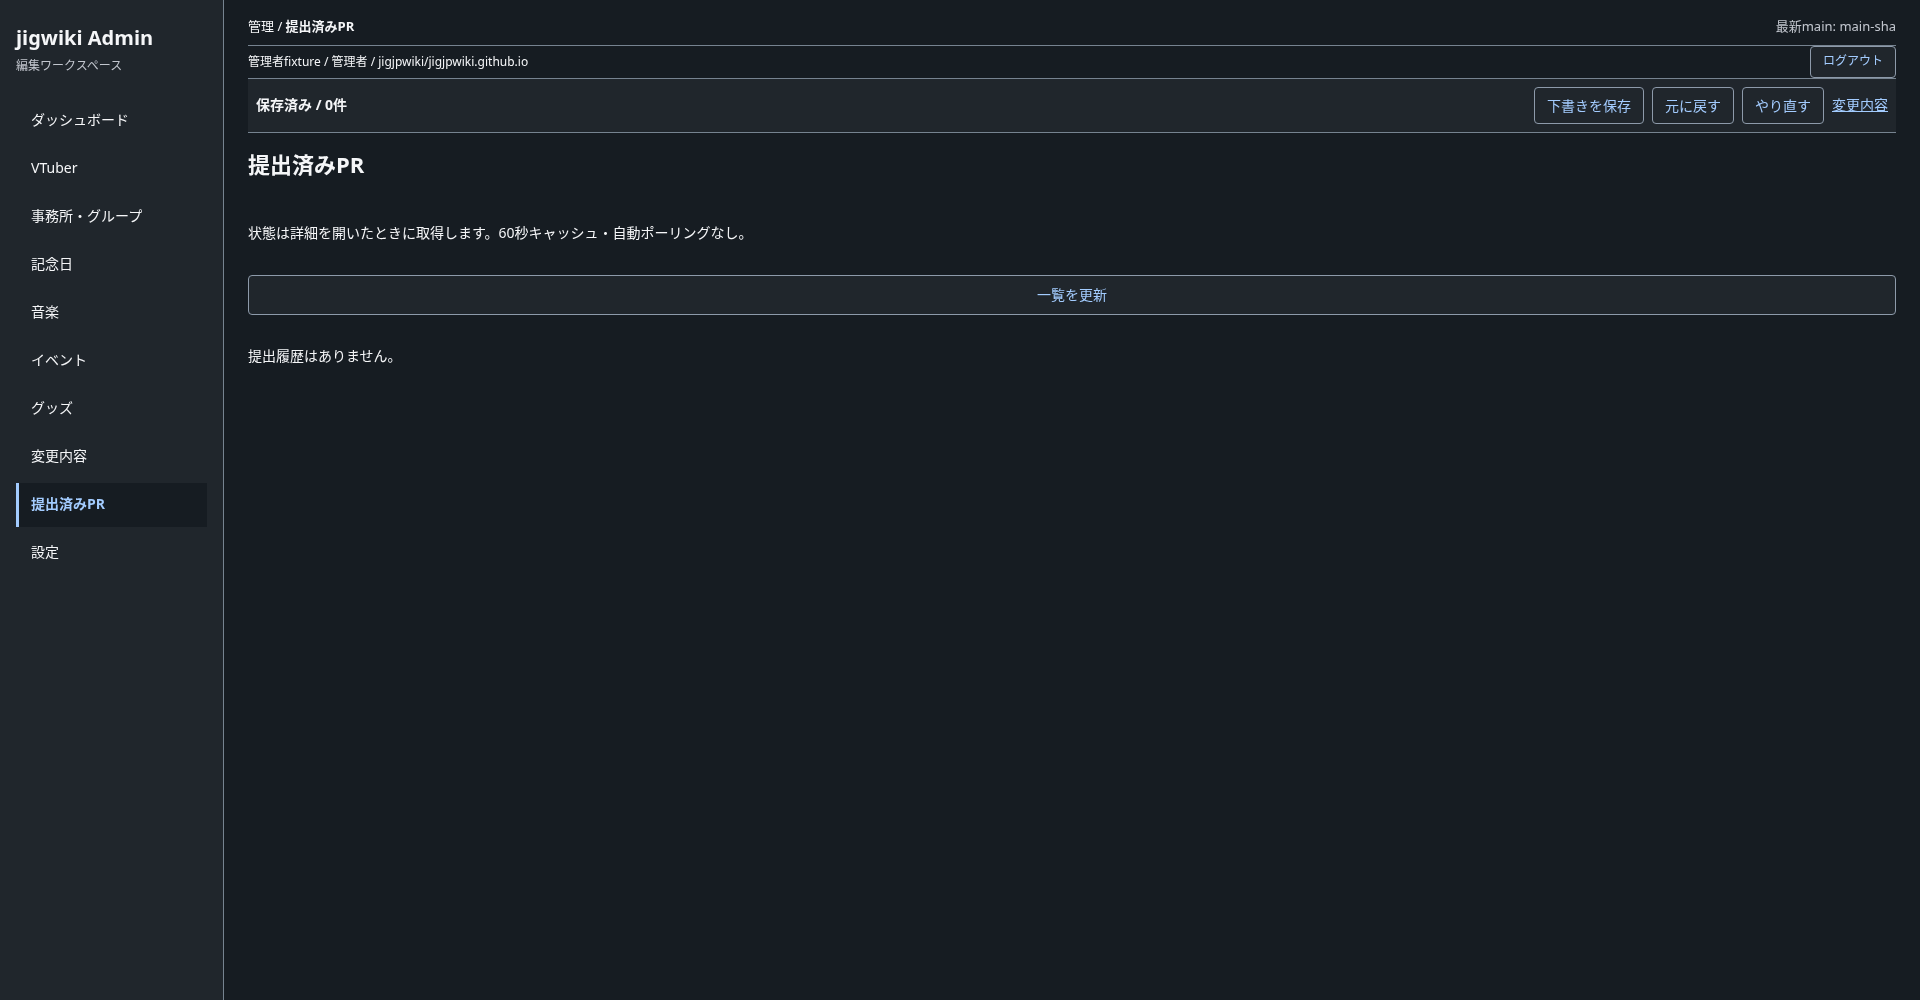 jigwiki Admin
編集ワークスペース
ダッシュボード
VTuber
事務所・グループ
記念日
音楽
イベント
グッズ
変更内容
提出済みPR
設定
管理 / 提出済みPR
最新main: main-sha
管理者fixture / 管理者 / jigjpwiki/jigjpwiki.github.io
ログアウト
保存済み / 0件
下書きを保存
元に戻す
やり直す
変更内容
提出済みPR
状態は詳細を開いたときに取得します。60秒キャッシュ・自動ポーリングなし。
一覧を更新
提出履歴はありません。